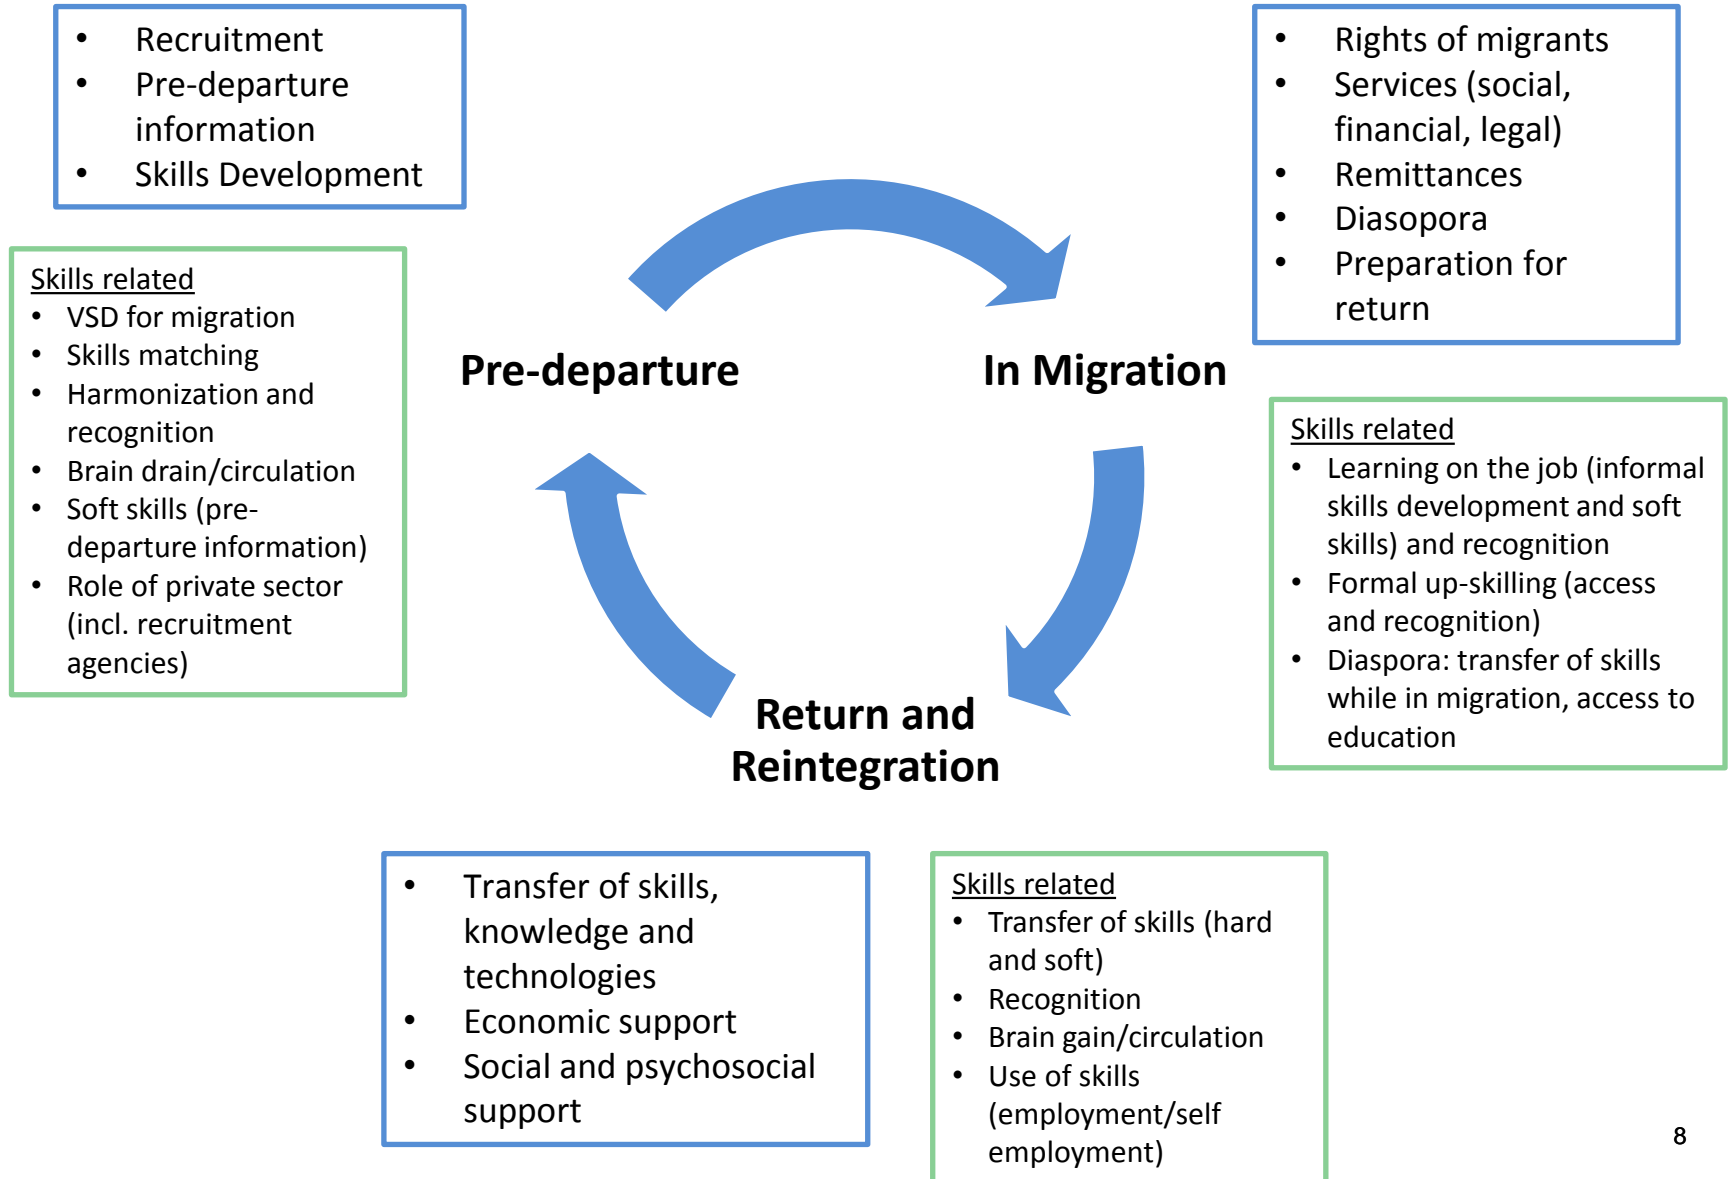 • Recruitment
• Pre-departure
information
• Skills Development
Skills related
• VSD for migration
• Skills matching
• Harmonization and
recognition
• Brain drain/circulation
• Soft skills (pre-
departure information)
• Role of private sector
(incl. recruitment
agencies)
Pre-departure
In Migration
• Rights of migrants
• Services (social,
financial, legal)
• Remittances
• Diasopora
• Preparation for
return
Skills related
• Learning on the job (informal
skills development and soft
skills) and recognition
• Formal up-skilling (access
and recognition)
• Diaspora: transfer of skills
while in migration, access to
education
Return and
Reintegration
• Transfer of skills,
knowledge and
technologies
• Economic support
• Social and psychosocial
support
Skills related
• Transfer of skills (hard
and soft)
• Recognition
• Brain gain/circulation
• Use of skills
(employment/self
employment)
8